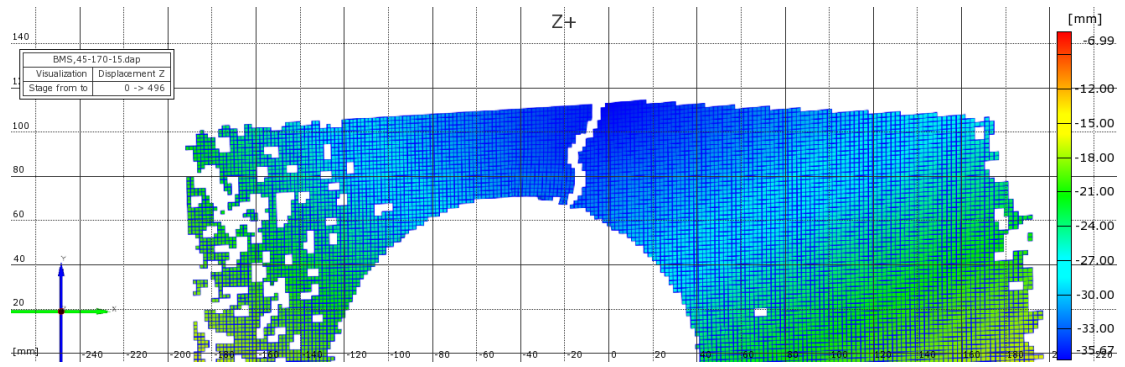 Z+
[mm]
BMS,45-170-15.dap
Visualization Displacement Z
Stage from to 0 -> 496
140
100
80
60
40
20
[mm]
-240 -220 -200 -180 -160 -140 -120 -100 -80 -60 -40 -20 0 20 40 60 80 100 120 140 160 180 220
Y
X
-6.99
-12.00
-15.00
-18.00
-21.00
-24.00
-27.00
-30.00
-33.00
-35.67